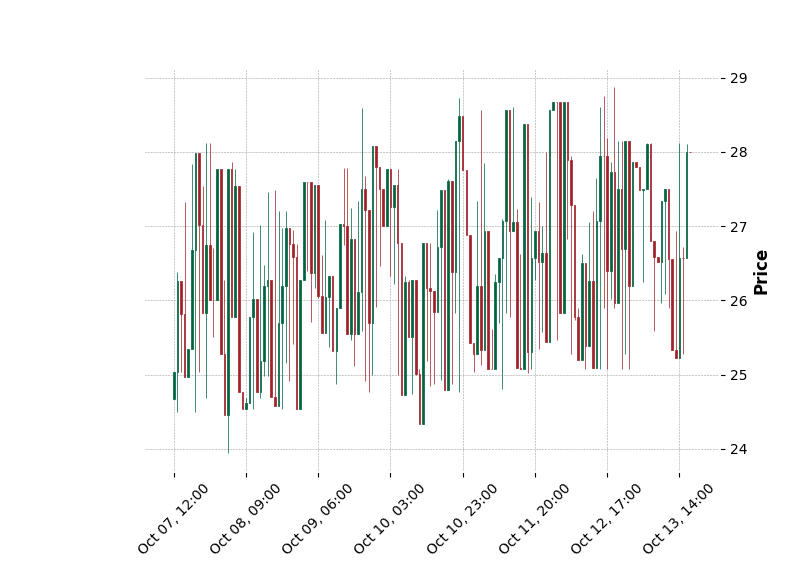 29
28
27
26
25
24
Price
Oct 07, 12:00
Oct 08, 09:00
Oct 09, 06:00
Oct 10, 03:00
Oct 10, 23:00
Oct 11, 20:00
Oct 12, 17:00
Oct 13, 14:00